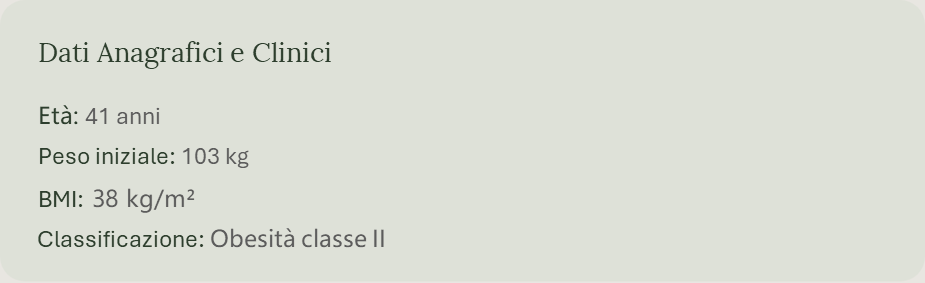 Dati Anagrafici e Clinici
Età: 41 anni
Peso iniziale: 103 kg
BMI: 38 kg/m²
Classificazione: Obesità classe II